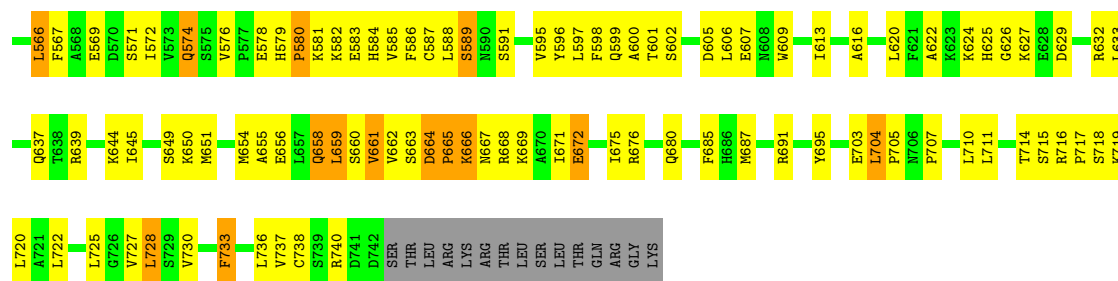 L566 F567 A568 E569 D570 S571 I572 V573 Q574 S575 V576 P577 E578 H579 P580 K581 K582 E583 H584 V585 F586 C587 L588 S589 N590 S591 V595 Y596 L597 F598 Q599 A600 T601 S602 D605 L606 E607 N608 W609 I613 A616 L620 F621 A622 K623 K624 H625 G626 K627 E628 D629 R632 L633
Q637 T638 R639 K644 I645 S649 K650 M651 M654 A655 E656 L657 Q658 L659 S660 V661 V662 S663 D664 P665 K666 N667 R668 K669 A670 I671 E672 I675 R676 Q680 F685 H686 M687 R691 Y695 E703 L704 P705 N706 P707 L710 L711 T714 S715 R716 P717 S718 K719
L720 A721 L722 L725 G726 V727 L728 S729 V730 F733 L736 V737 C738 S739 R740 D741 D742 SER THR LEU ARG LYS ARG THR LEU SER LEU THR GLN ARG GLY LYS